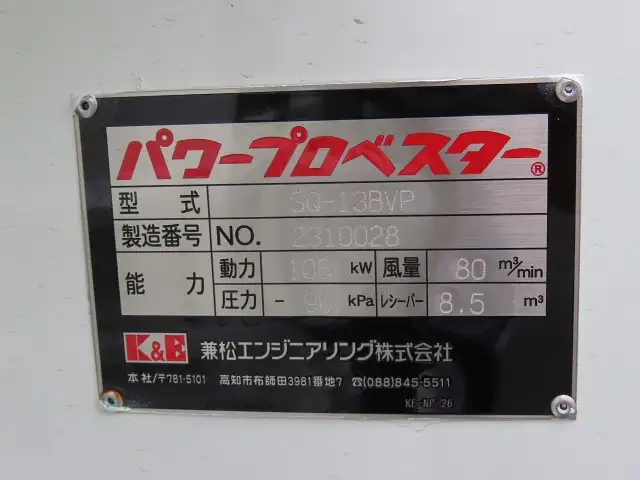 パワープロベスター®
型式 SQ-13BVP
製造番号 NO. 2310028
能力 動力 kW 風量 80 m³/min
圧力 - kPa レシーバー 8.5 m³
K&E 兼松エンジニアリング株式会社
本社/〒781-5101 高知市布師田3981番地7 ☎(088)845-5511
KE-NP-26